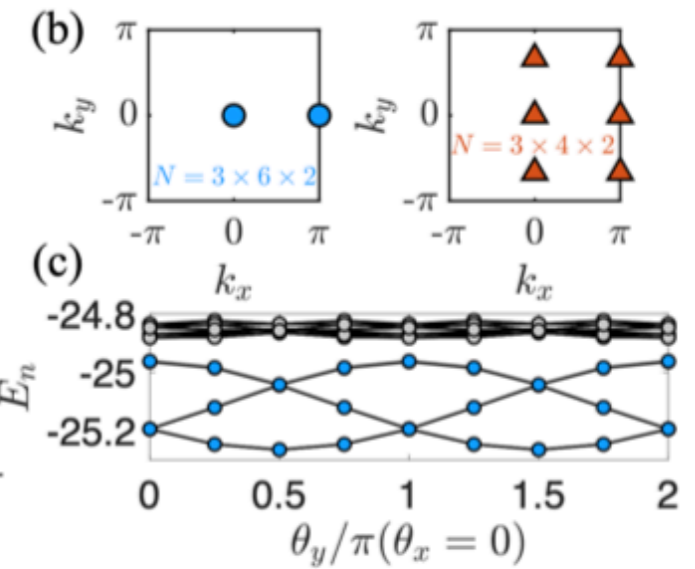 (b)
π
k_y
0
-π
N = 3 × 6 × 2
-π 0 π
k_x
π
k_y
0
-π
N = 3 × 4 × 2
-π 0 π
k_x
(c)
-24.8
E_n
-25
-25.2
0 0.5 1 1.5 2
θ_y/π(θ_x = 0)